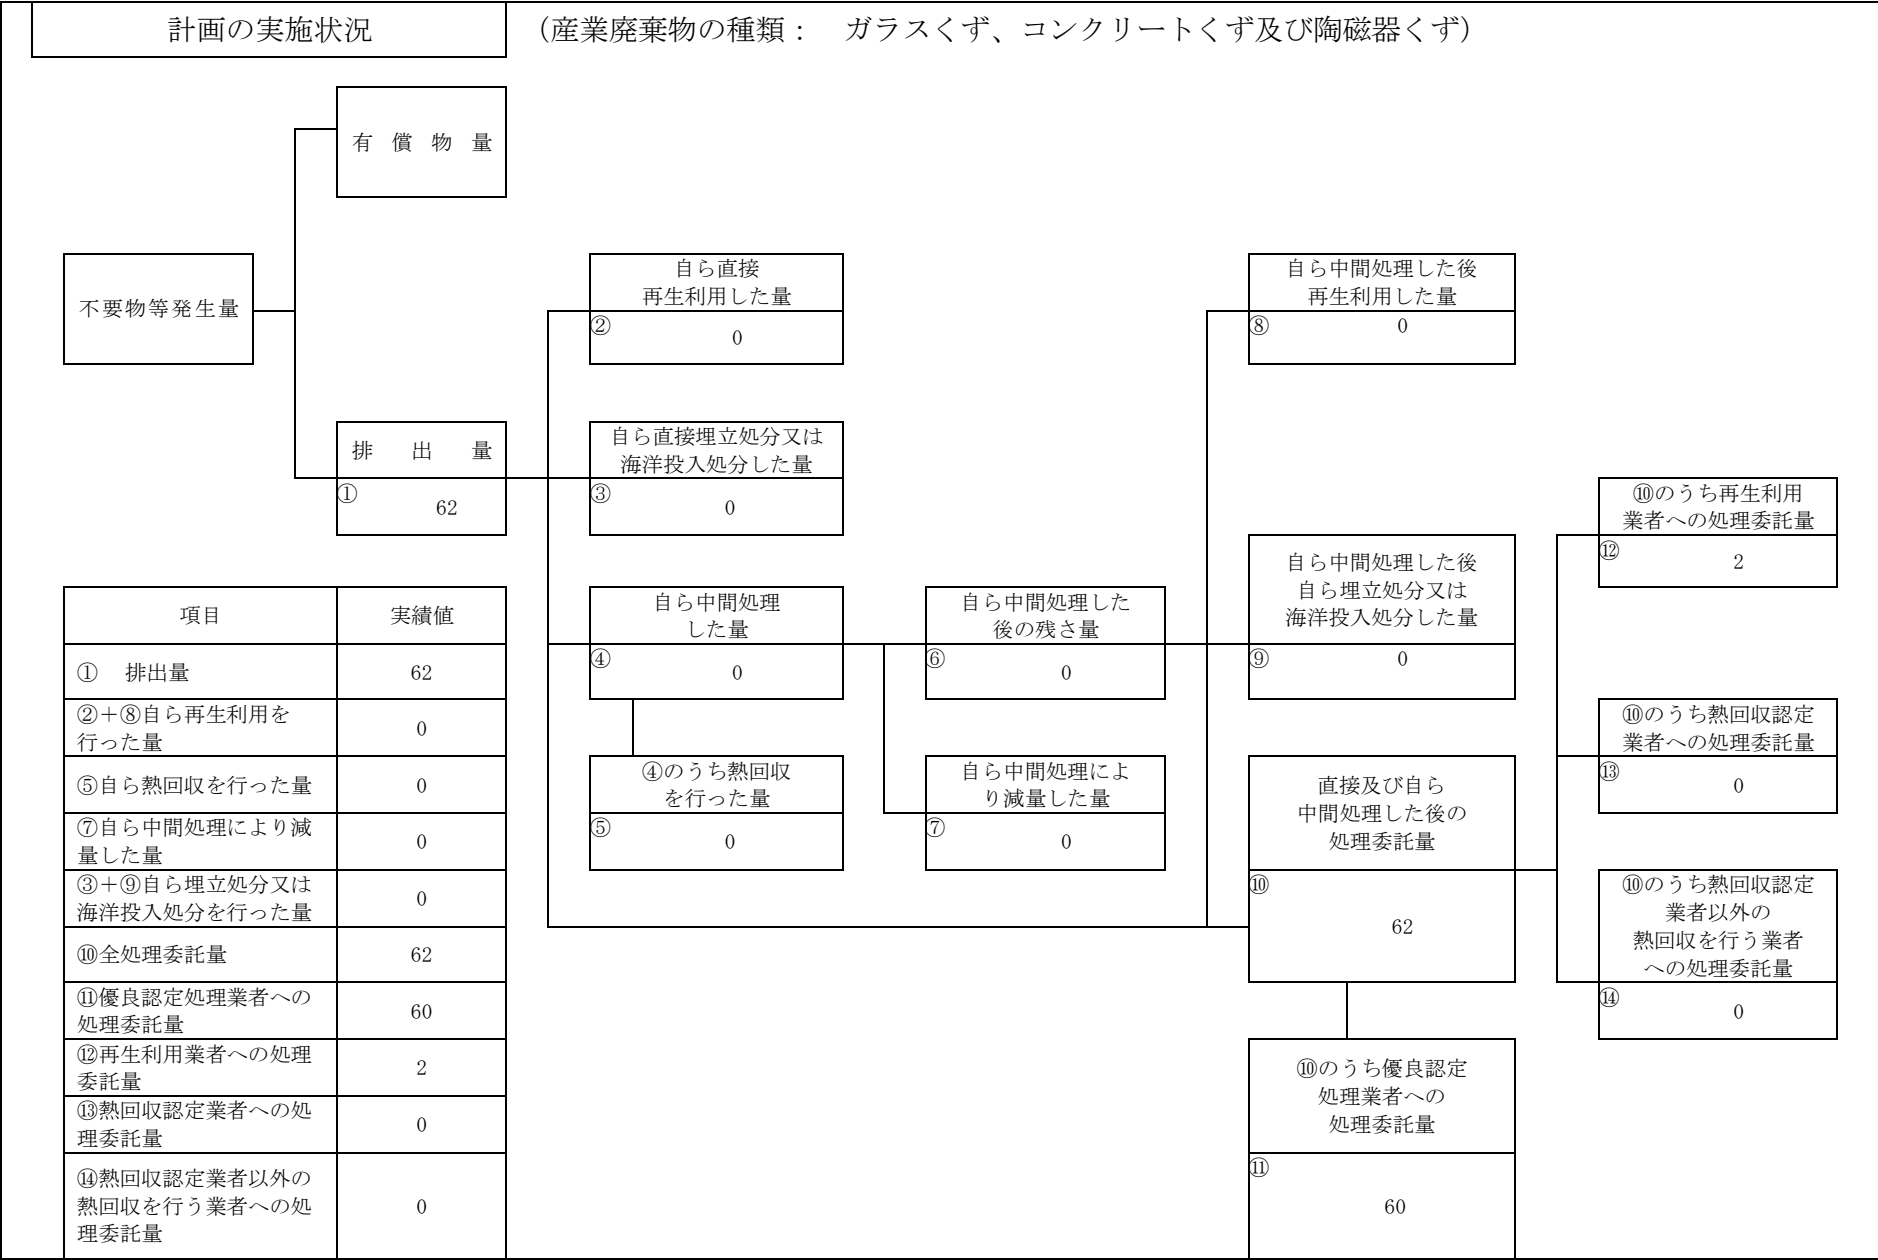 計画の実施状況
（産業廃棄物の種類：　ガラスくず、コンクリートくず及び陶磁器くず）
有　償　物　量
不要物等発生量
自ら直接
再生利用した量
②
0
自ら中間処理した後
再生利用した量
⑧
0
排　出　量
①
62
自ら直接埋立処分又は
海洋投入処分した量
③
0
⑩のうち再生利用
業者への処理委託量
⑫
2
自ら中間処理した後
自ら埋立処分又は
海洋投入処分した量
⑨
0
自ら中間処理
した量
④
0
自ら中間処理した
後の残さ量
⑥
0
④のうち熱回収
を行った量
⑤
0
自ら中間処理によ
り減量した量
⑦
0
直接及び自ら
中間処理した後の
処理委託量
⑩
62
⑩のうち熱回収認定
業者への処理委託量
⑬
0
⑩のうち熱回収認定
業者以外の
熱回収を行う業者
への処理委託量
⑭
0
⑩のうち優良認定
処理業者への
処理委託量
⑪
60
項目　実績値
①　排出量　62
②＋⑧自ら再生利用を
行った量　0
⑤自ら熱回収を行った量　0
⑦自ら中間処理により減
量した量　0
③＋⑨自ら埋立処分又は
海洋投入処分を行った量　0
⑩全処理委託量　62
⑪優良認定処理業者への
処理委託量　60
⑫再生利用業者への処理
委託量　2
⑬熱回収認定業者への処
理委託量　0
⑭熱回収認定業者以外の
熱回収を行う業者への処
理委託量　0